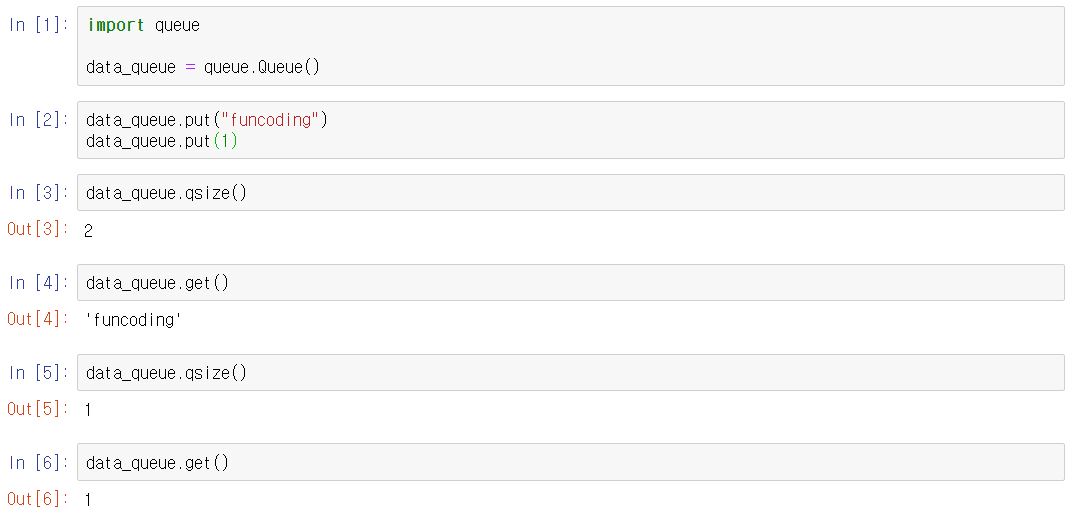 In [1]: import queue
data_queue = queue.Queue()
In [2]: data_queue.put("funcoding")
data_queue.put(1)
In [3]: data_queue.qsize()
Out[3]: 2
In [4]: data_queue.get()
Out[4]: 'funcoding'
In [5]: data_queue.qsize()
Out[5]: 1
In [6]: data_queue.get()
Out[6]: 1